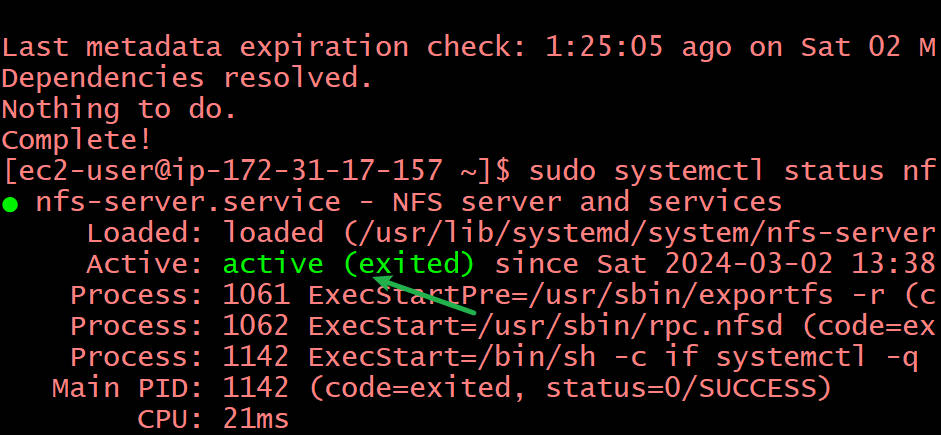 Last metadata expiration check: 1:25:05 ago on Sat 02 M
Dependencies resolved.
Nothing to do.
Complete!
[ec2-user@ip-172-31-17-157 ~]$ sudo systemctl status nf
● nfs-server.service - NFS server and services
Loaded: loaded (/usr/lib/systemd/system/nfs-server
Active: active (exited) since Sat 2024-03-02 13:38
Process: 1061 ExecStartPre=/usr/sbin/exportfs -r (c
Process: 1062 ExecStart=/usr/sbin/rpc.nfsd (code=ex
Process: 1142 ExecStart=/bin/sh -c if systemctl -q
Main PID: 1142 (code=exited, status=0/SUCCESS)
CPU: 21ms